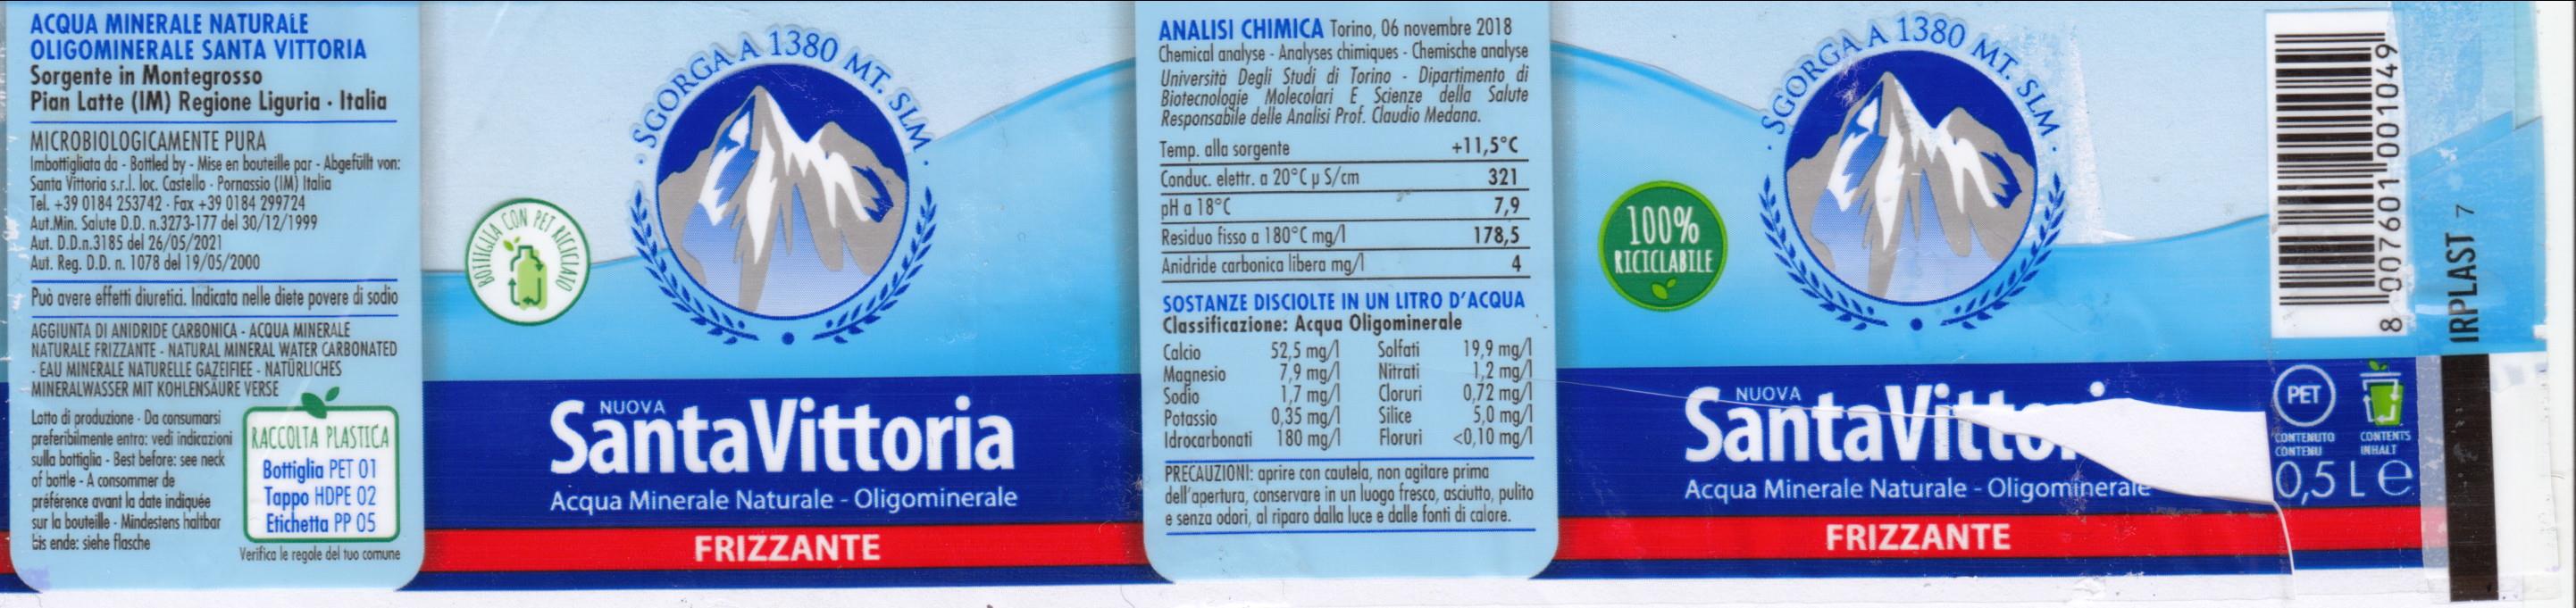 ACQUA MINERALE NATURALE
OLIGOMINERALE SANTA VITTORIA
Sorgente in Montegrosso
Pian Latte (IM) Regione Liguria · Italia
MICROBIOLOGICAMENTE PURA
Imbottigliata da - Bottled by - Mise en bouteille par - Abgefüllt von:
Santa Vittoria s.r.l. loc. Castello - Pornassio (IM) Italia
Tel. +39 0184 253742 - Fax +39 0184 299724
Aut.Min. Salute D.D. n.3273-177 del 30/12/1999
Aut. D.D.n.3185 del 26/05/2021
Aut. Reg. D.D. n. 1078 del 19/05/2000
Può avere effetti diuretici. Indicata nelle diete povere di sodio
AGGIUNTA DI ANIDRIDE CARBONICA - ACQUA MINERALE
NATURALE FRIZZANTE - NATURAL MINERAL WATER CARBONATED
- EAU MINERALE NATURELLE GAZEIFIEE - NATÜRLICHES
MINERALWASSER MIT KOHLENSÄURE VERSE
Lotto di produzione - Da consumarsi
preferibilmente entro: vedi indicazioni
sulla bottiglia - Best before: see neck
of bottle - A consommer de
préférence avant la date indiquée
sur la bouteille - Mindestens haltbar
bis ende: siehe flasche
RACCOLTA PLASTICA
Bottiglia PET 01
Tappo HDPE 02
Etichetta PP 05
Verifica le regole del tuo comune
BOTTIGLIA CON PET RICICLATO
· SGORGA A 1380 MT. SLM ·
NUOVA
SantaVittoria
Acqua Minerale Naturale - Oligominerale
FRIZZANTE
ANALISI CHIMICA Torino, 06 novembre 2018
Chemical analyse - Analyses chimiques - Chemische analyse
Università Degli Studi di Torino - Dipartimento di
Biotecnologie Molecolari E Scienze della Salute
Responsabile delle Analisi Prof. Claudio Medana.
Temp. alla sorgente +11,5°C
Conduc. elettr. a 20°C µ S/cm 321
pH a 18°C 7,9
Residuo fisso a 180°C mg/l 178,5
Anidride carbonica libera mg/l 4
SOSTANZE DISCIOLTE IN UN LITRO D'ACQUA
Classificazione: Acqua Oligominerale
Calcio 52,5 mg/l Solfati 19,9 mg/l
Magnesio 7,9 mg/l Nitrati 1,2 mg/l
Sodio 1,7 mg/l Cloruri 0,72 mg/l
Potassio 0,35 mg/l Silice 5,0 mg/l
Idrocarbonati 180 mg/l Floruri <0,10 mg/l
PRECAUZIONI: aprire con cautela, non agitare prima
dell'apertura, conservare in un luogo fresco, asciutto, pulito
e senza odori, al riparo dalla luce e dalle fonti di calore.
100%
RICICLABILE
· SGORGA A 1380 MT. SLM ·
NUOVA
SantaVitto
Acqua Minerale Naturale - Oligominerale
FRIZZANTE
8 007601 001049
PET
CONTENUTO CONTENTS
CONTENU INHALT
0,5 L e
IRPLAST 7